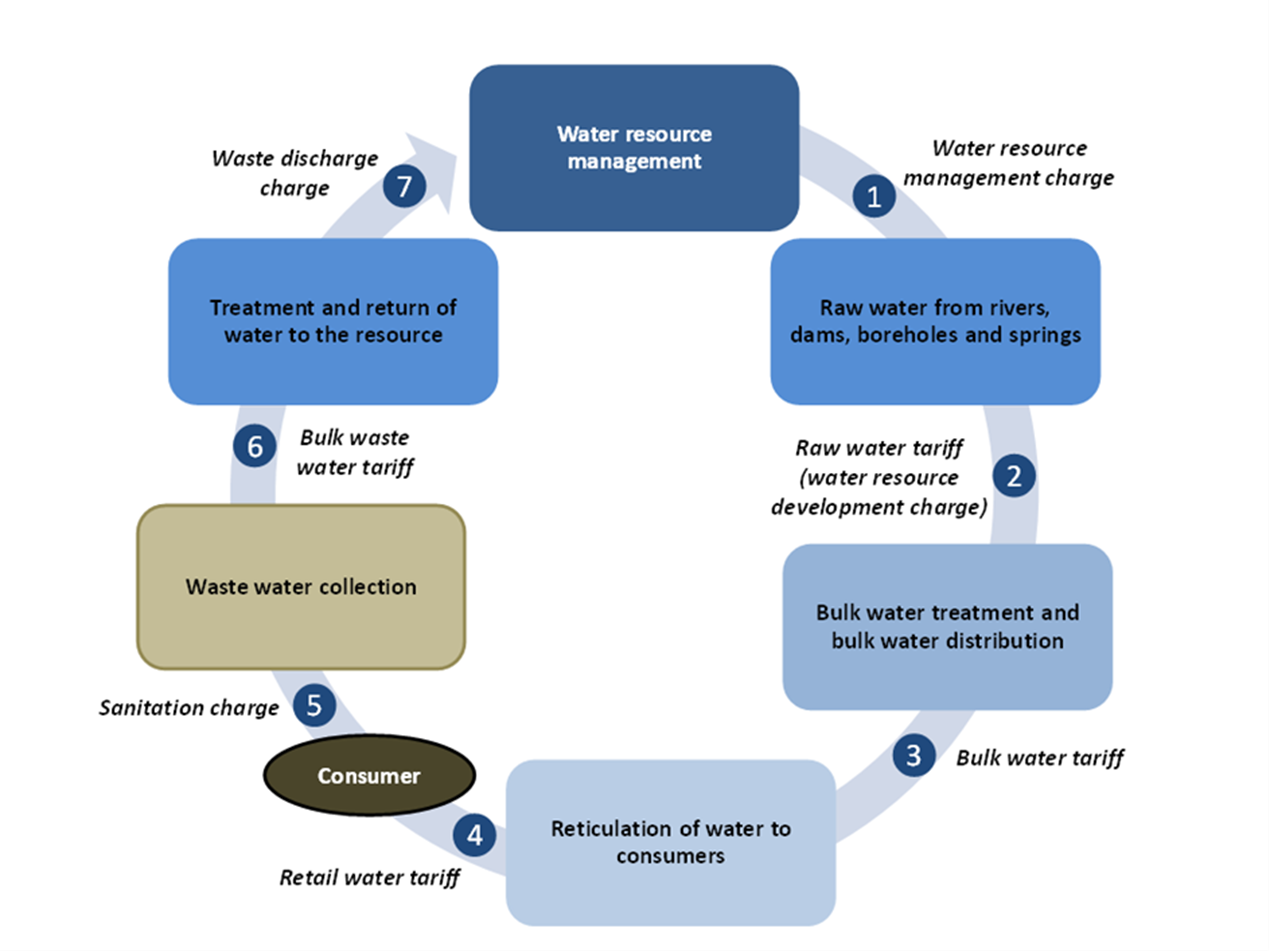 Water resource
management
1
Water resource
management charge
Raw water from rivers,
dams, boreholes and springs
2
Raw water tariff
(water resource
development charge)
Bulk water treatment and
bulk water distribution
3
Bulk water tariff
Reticulation of water to
consumers
4
Retail water tariff
Consumer
5
Sanitation charge
Waste water collection
6
Bulk waste
water tariff
Treatment and return of
water to the resource
7
Waste discharge
charge